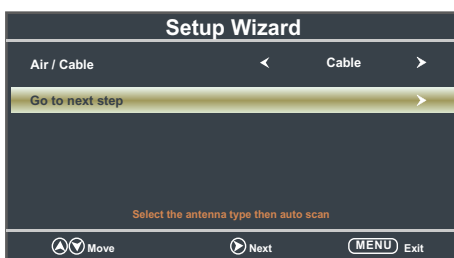 Setup Wizard
Air / Cable Cable
Go to next step
Select the antenna type then auto scan
Move Next MENU Exit